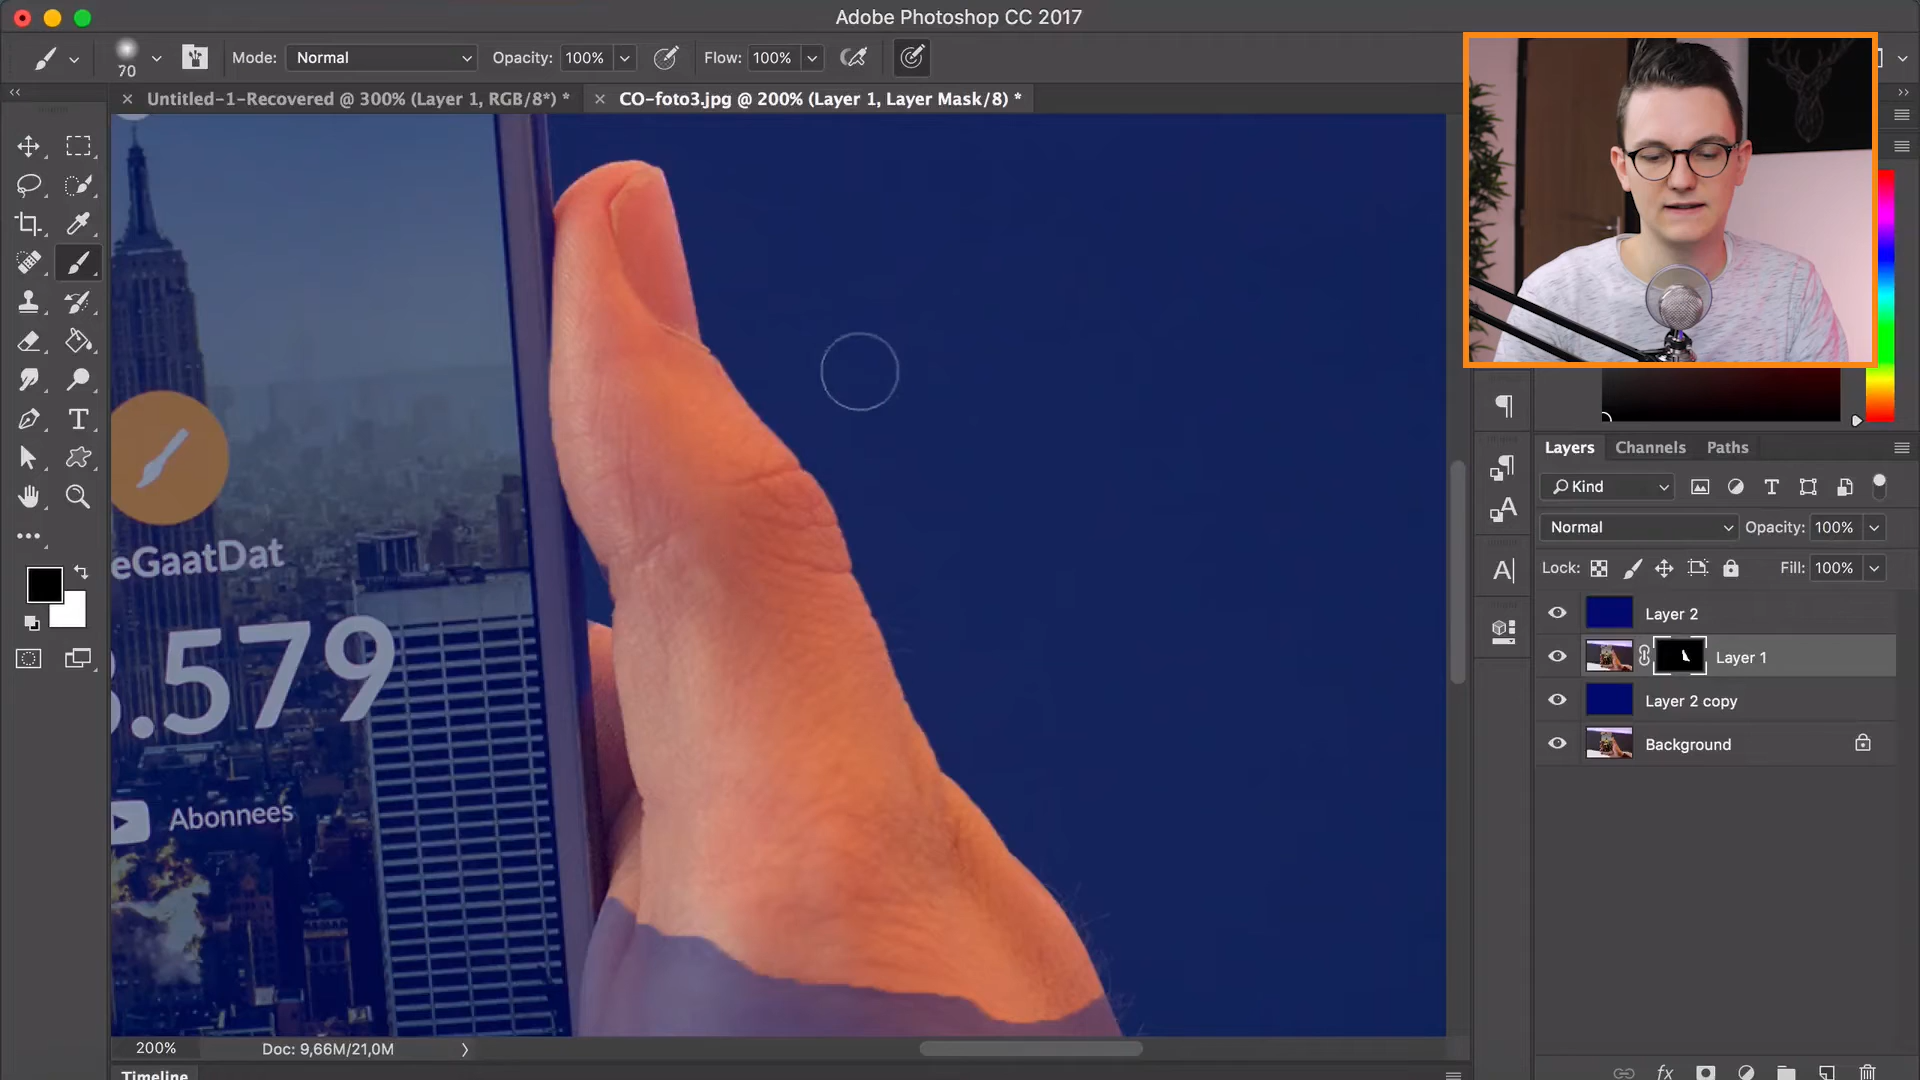 Adobe Photoshop CC 2017
70
Mode: Normal Opacity: 100% Flow: 100%
Untitled-1-Recovered @ 300% (Layer 1, RGB/8*) *
CO-foto3.jpg @ 200% (Layer 1, Layer Mask/8) *
eGaatDat
.579
Abonnees
Layers Channels Paths
Kind
Normal Opacity: 100%
Lock: Fill: 100%
Layer 2
Layer 1
Layer 2 copy
Background
200% Doc: 9,66M/21,0M
Timeline